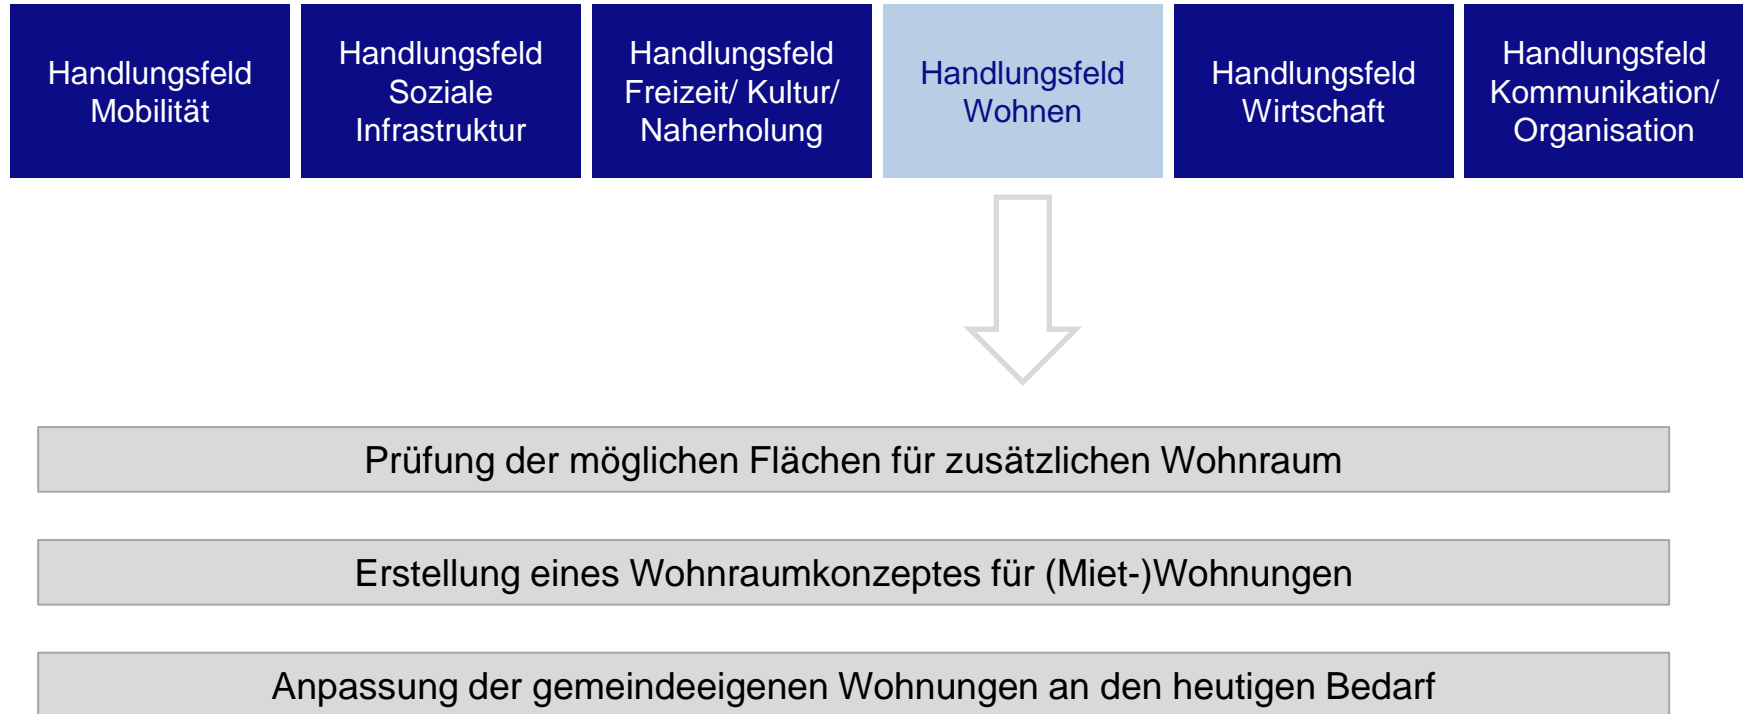 Handlungsfeld
Mobilität
Handlungsfeld
Soziale
Infrastruktur
Handlungsfeld
Freizeit/ Kultur/
Naherholung
Handlungsfeld
Wohnen
Handlungsfeld
Wirtschaft
Handlungsfeld
Kommunikation/
Organisation
Prüfung der möglichen Flächen für zusätzlichen Wohnraum
Erstellung eines Wohnraumkonzeptes für (Miet-)Wohnungen
Anpassung der gemeindeeigenen Wohnungen an den heutigen Bedarf